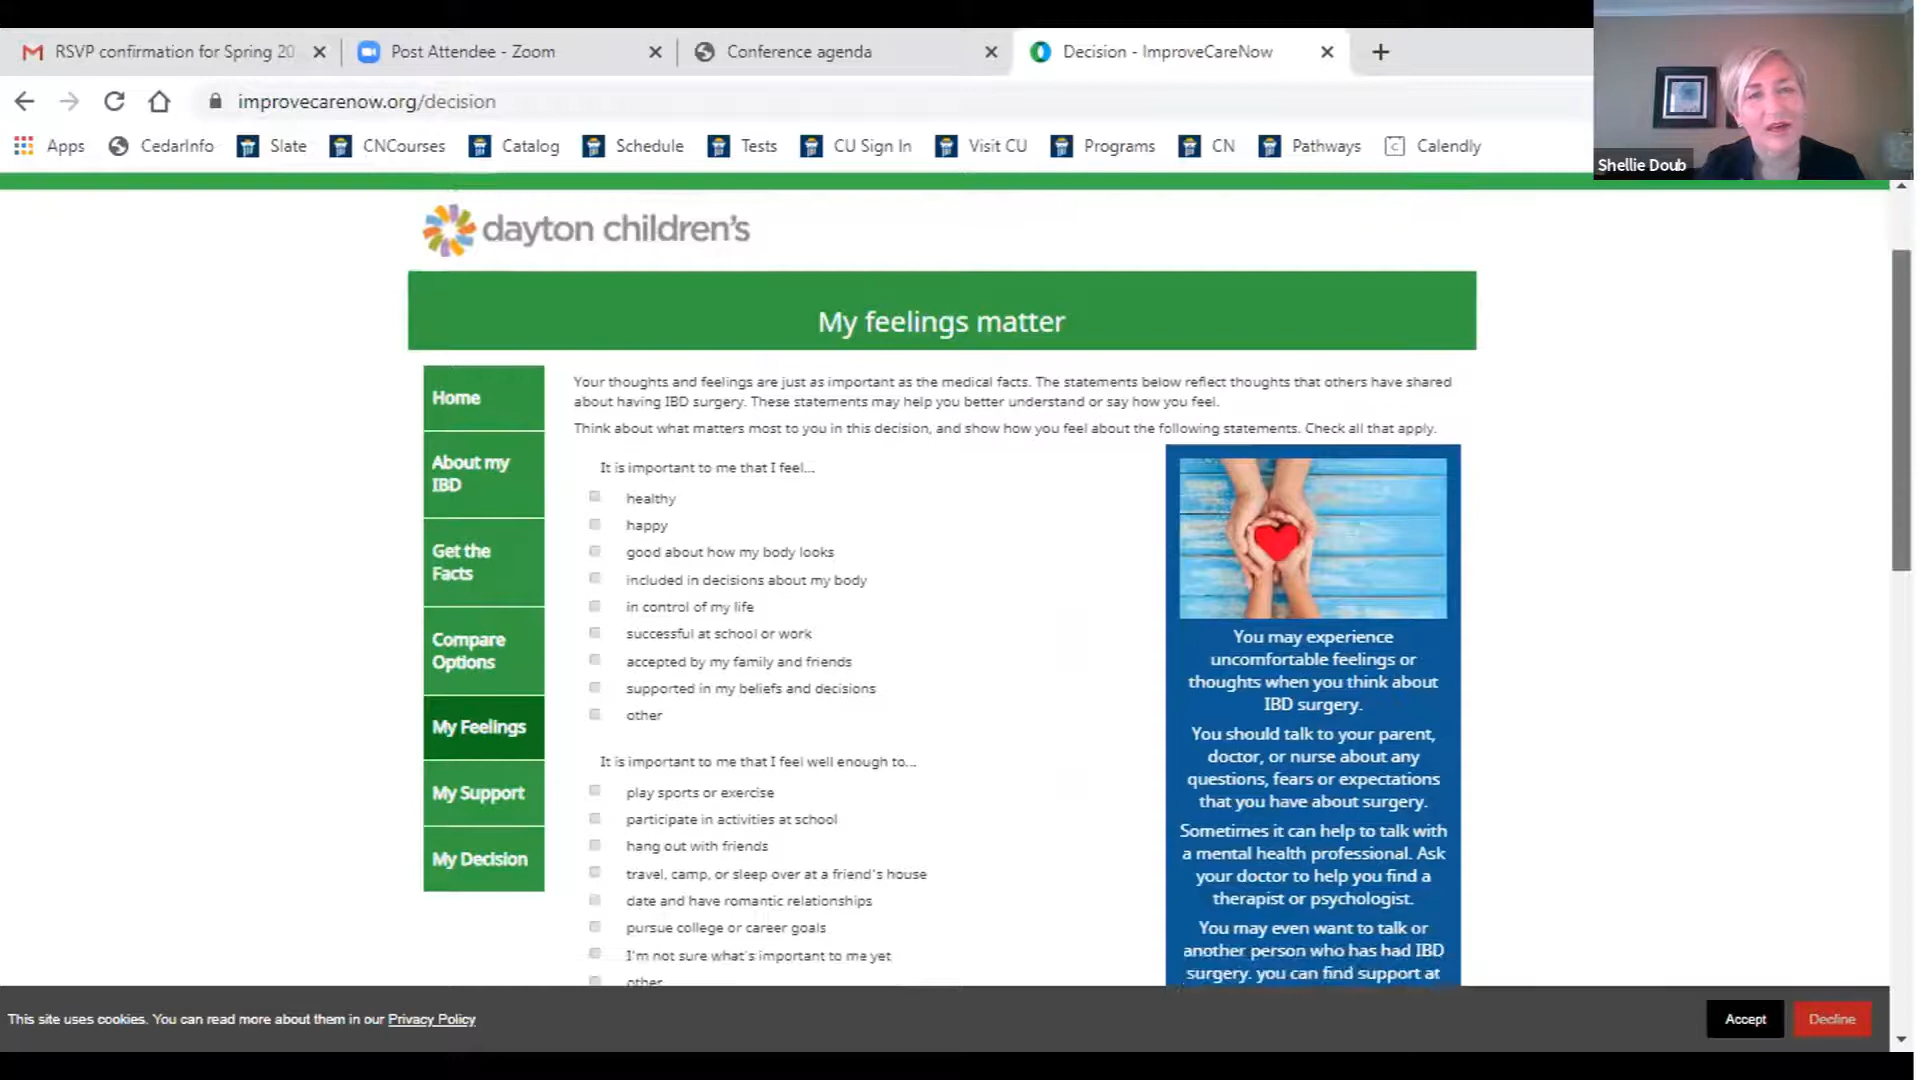 RSVP confirmation for Spring 20
Post Attendee - Zoom
Conference agenda
Decision - ImproveCareNow
improvecarenow.org/decision
Apps
CedarInfo
Slate
CNCourses
Catalog
Schedule
Tests
CU Sign In
Visit CU
Programs
CN
Pathways
C
Calendly
Shellie Doub
dayton children's
My feelings matter
Home
About my
IBD
Get the
Facts
Compare
Options
My Feelings
My Support
My Decision
Your thoughts and feelings are just as important as the medical facts. The statements below reflect thoughts that others have shared
about having IBD surgery. These statements may help you better understand or say how you feel.
Think about what matters most to you in this decision, and show how you feel about the following statements. Check all that apply.
It is important to me that I feel...
healthy
happy
good about how my body looks
included in decisions about my body
in control of my life
successful at school or work
accepted by my family and friends
supported in my beliefs and decisions
other
It is important to me that I feel well enough to...
play sports or exercise
participate in activities at school
hang out with friends
travel, camp, or sleep over at a friend's house
date and have romantic relationships
pursue college or career goals
I'm not sure what's important to me yet
other
You may experience
uncomfortable feelings or
thoughts when you think about
IBD surgery.
You should talk to your parent,
doctor, or nurse about any
questions, fears or expectations
that you have about surgery.
Sometimes it can help to talk with
a mental health professional. Ask
your doctor to help you find a
therapist or psychologist.
You may even want to talk or
another person who has had IBD
surgery. you can find support at
This site uses cookies. You can read more about them in our Privacy Policy
Accept
Decline